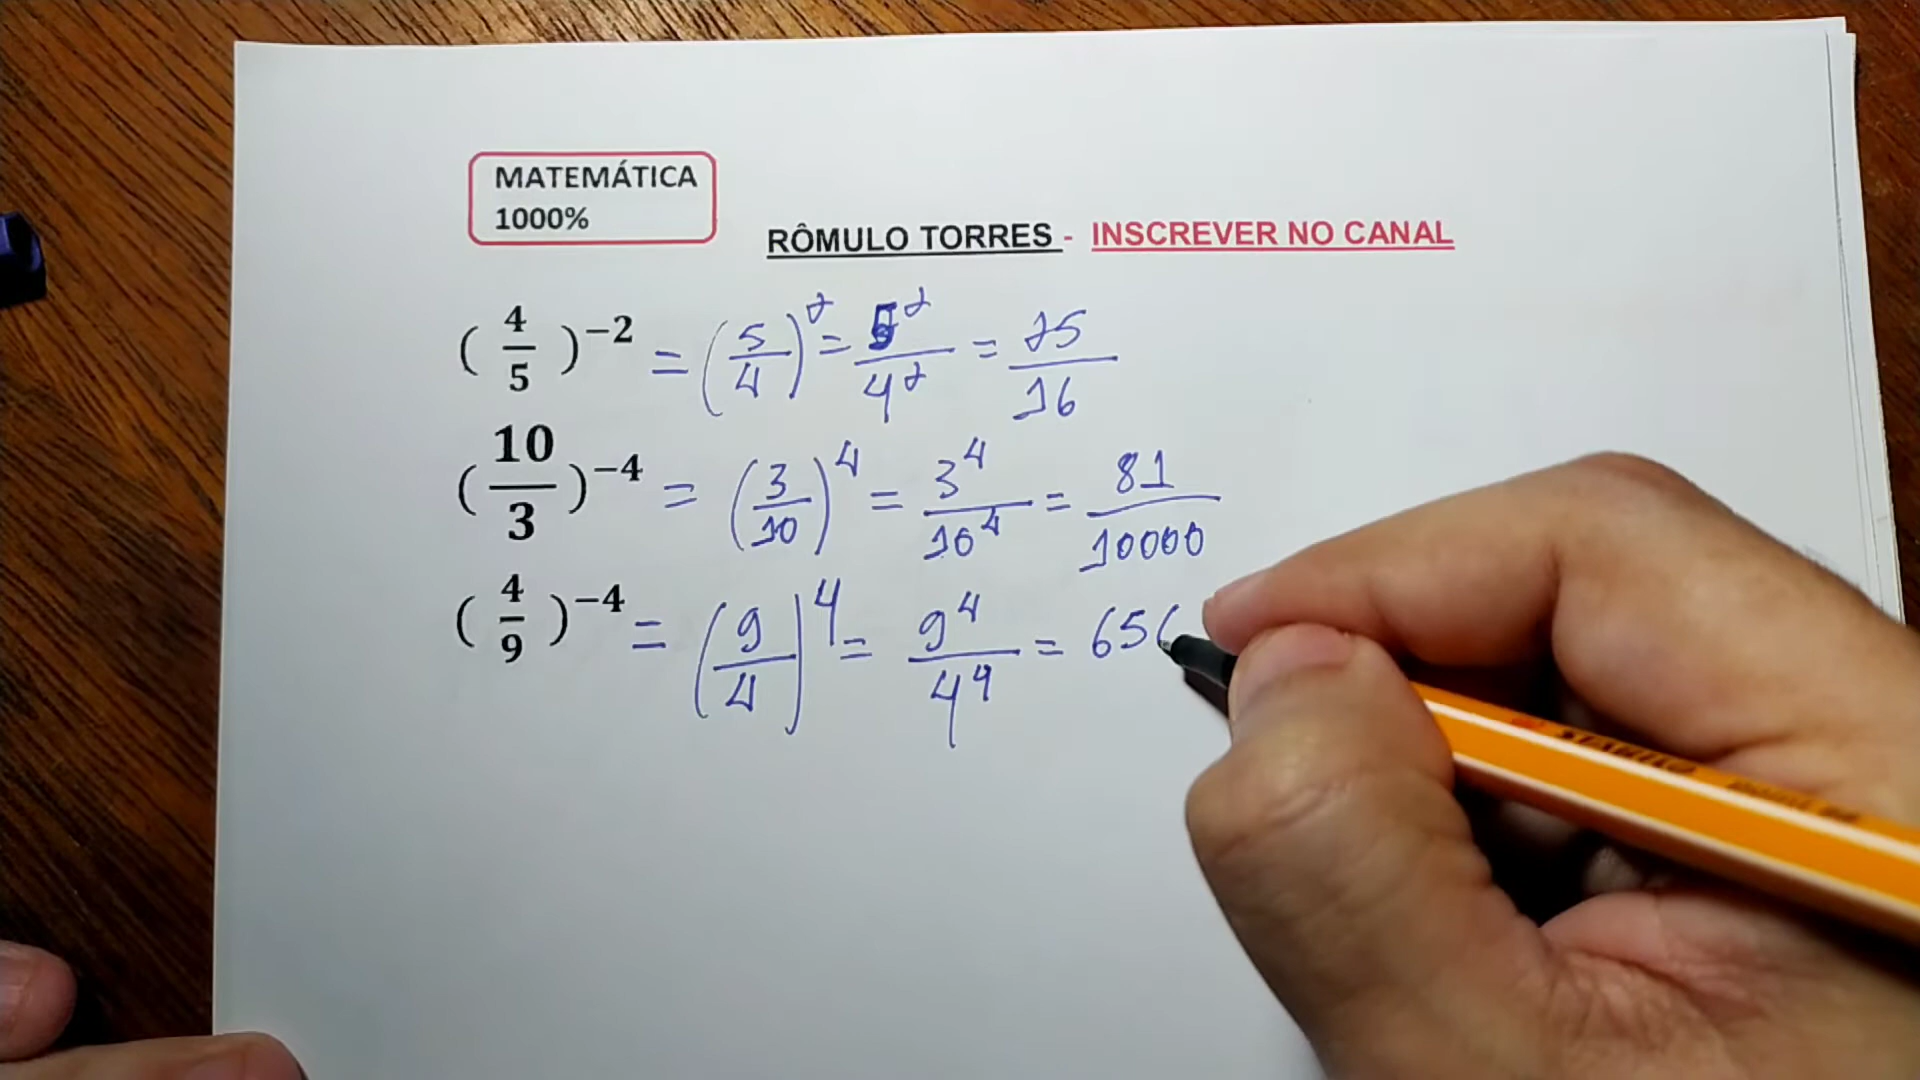 MATEMÁTICA
1000%
RÔMULO TORRES - INSCREVER NO CANAL
(4/5)^−2 = (5/4)^2 = 5^2/4^2 = 25/16
(10/3)^−4 = (3/10)^4 = 3^4/10^4 = 81/10000
(4/9)^−4 = (9/4)^4 = 9^4/4^4 = 656